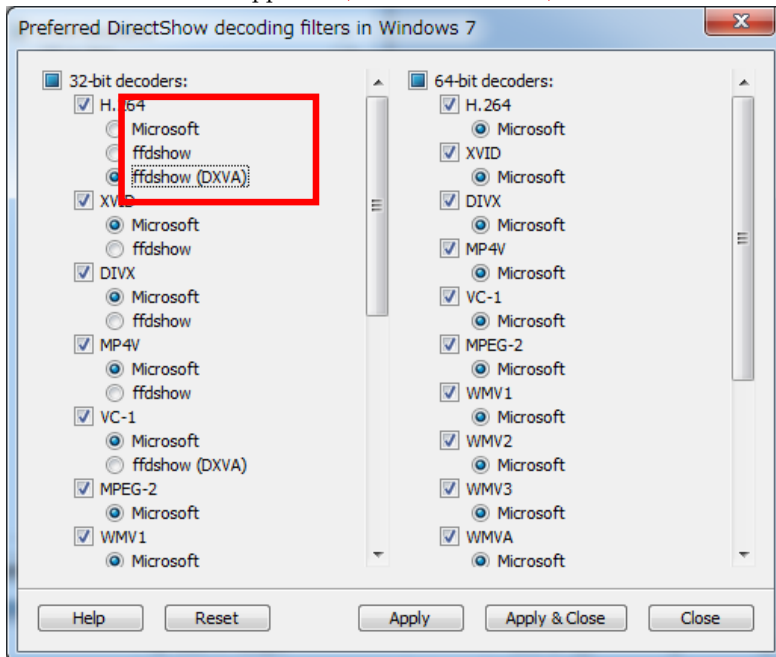 Preferred DirectShow decoding filters in Windows 7
32-bit decoders:
H.264
Microsoft
ffdshow
ffdshow (DXVA)
XVID
Microsoft
ffdshow
DIVX
Microsoft
ffdshow
MP4V
Microsoft
ffdshow
VC-1
Microsoft
ffdshow (DXVA)
MPEG-2
Microsoft
WMV1
Microsoft
64-bit decoders:
H.264
Microsoft
XVID
Microsoft
DIVX
Microsoft
MP4V
Microsoft
VC-1
Microsoft
MPEG-2
Microsoft
WMV1
Microsoft
WMV2
Microsoft
WMV3
Microsoft
WMVA
Microsoft
Help Reset Apply Apply & Close Close